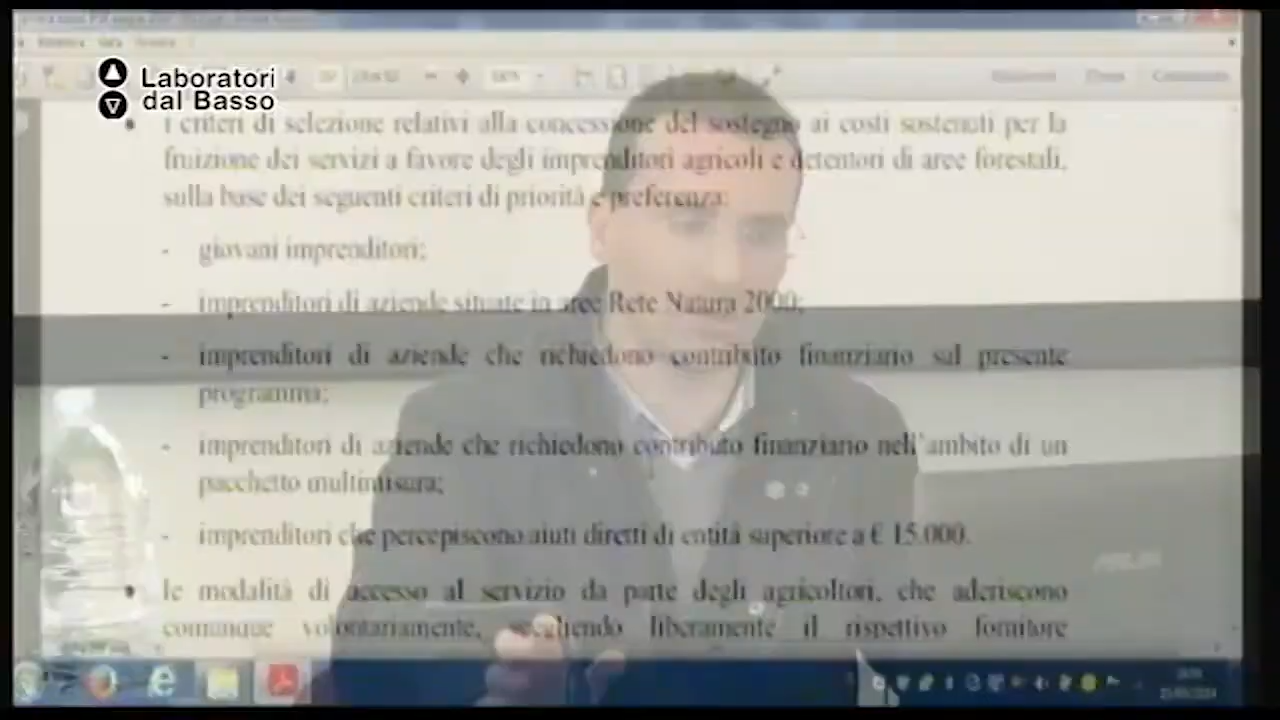 Laboratori
dal Basso
i criteri di selezione relativi alla concessione del sostegno ai costi sostenuti per la
fruizione dei servizi a favore degli imprenditori agricoli e detentori di aree forestali,
sulla base dei seguenti criteri di priorità e preferenza:
- giovani imprenditori;
- imprenditori di aziende situate in aree Rete Natura 2000;
- imprenditori di aziende che richiedono contributo finanziario sul presente
programma;
- imprenditori di aziende che richiedono contributo finanziario nell'ambito di un
pacchetto multimisura;
- imprenditori che percepiscono aiuti diretti di entità superiore a € 15.000.
le modalità di accesso al servizio da parte degli agricoltori, che aderiscono
comunque volontariamente, scegliendo liberamente il rispettivo fornitore